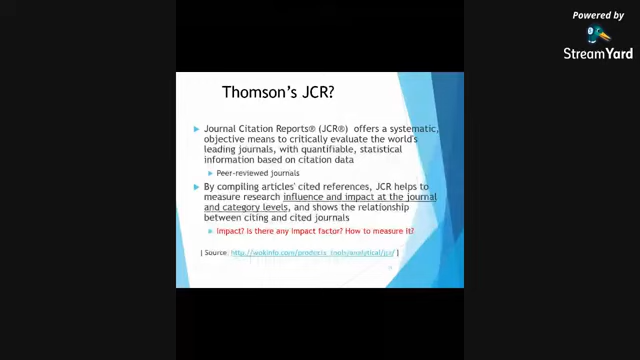 Powered by
StreamYard
Thomson's JCR?
Journal Citation Reports® (JCR®) offers a systematic,
objective means to critically evaluate the world's
leading journals, with quantifiable, statistical
information based on citation data
Peer-reviewed journals
By compiling articles' cited references, JCR helps to
measure research influence and impact at the journal
and category levels, and shows the relationship
between citing and cited journals
Impact? Is there any impact factor? How to measure it?
[ Source: http://wokinfo.com/products_tools/analytical/jcr/ ]